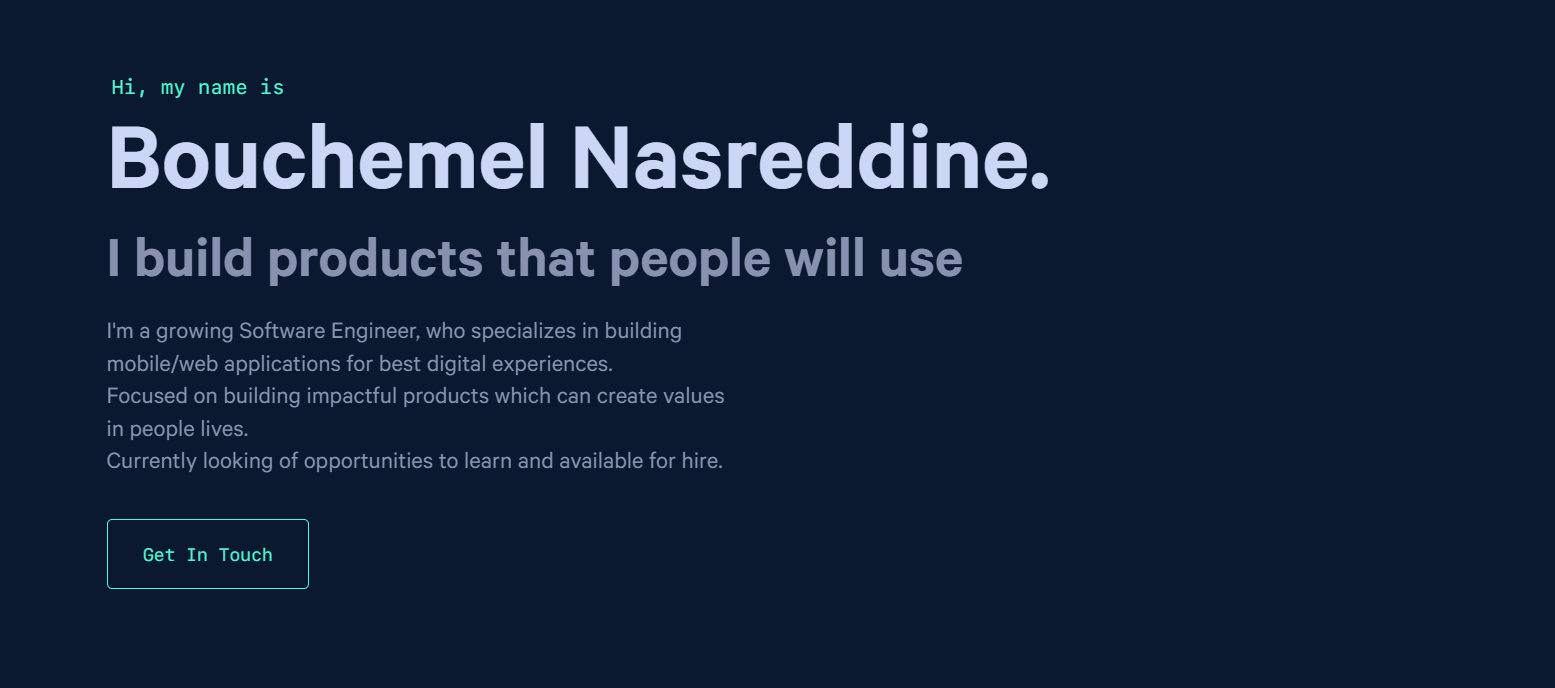 Hi, my name is
Bouchemel Nasreddine.
I build products that people will use
I'm a growing Software Engineer, who specializes in building
mobile/web applications for best digital experiences.
Focused on building impactful products which can create values
in people lives.
Currently looking of opportunities to learn and available for hire.
Get In Touch